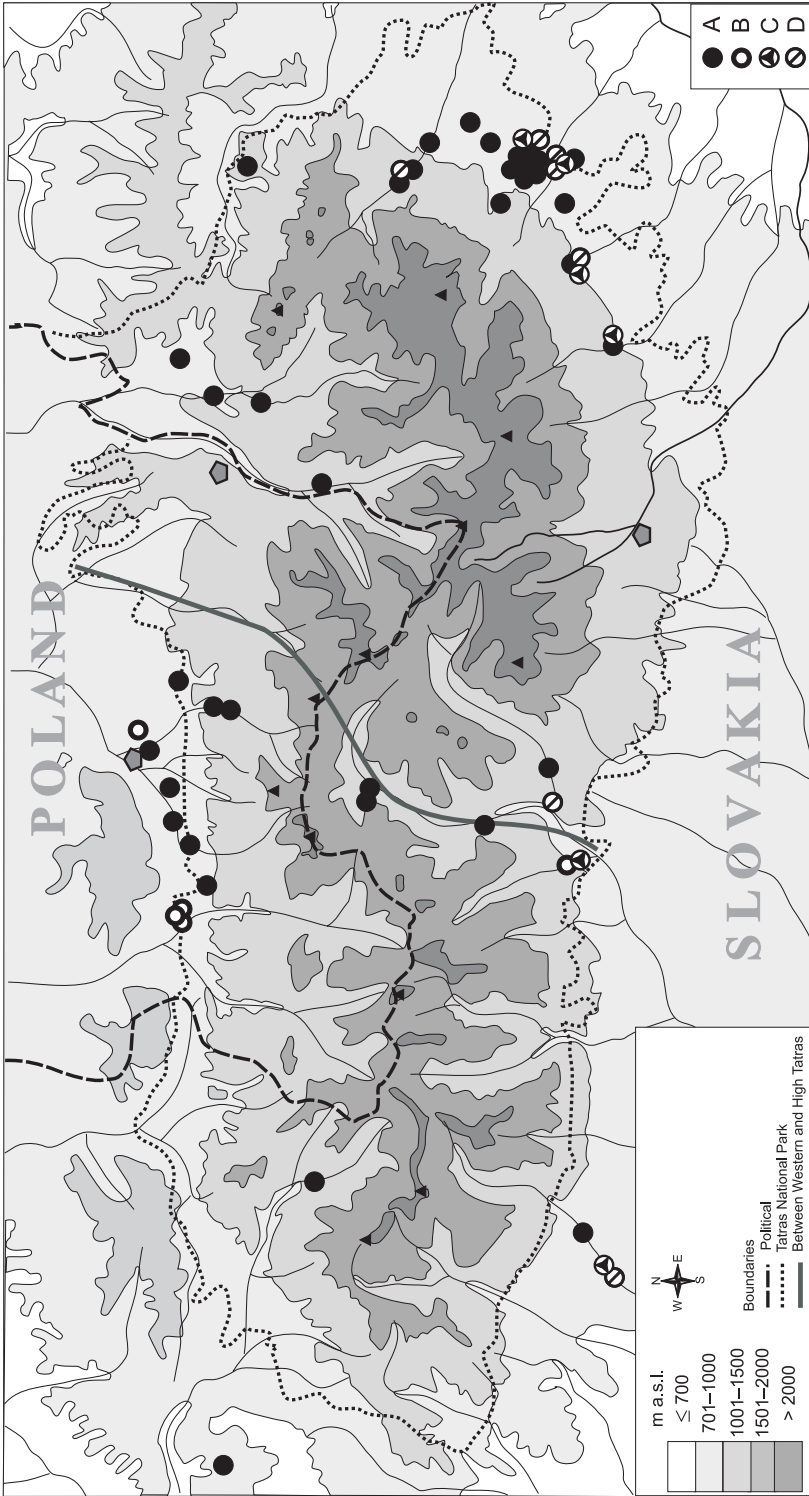 POLAND
SLOVAKIA
A
B
C
D
m a.s.l.
≤ 700
701–1000
1001–1500
1501–2000
> 2000
N
W E
S
Boundaries
Political
Tatras National Park
Between Western and High Tatras